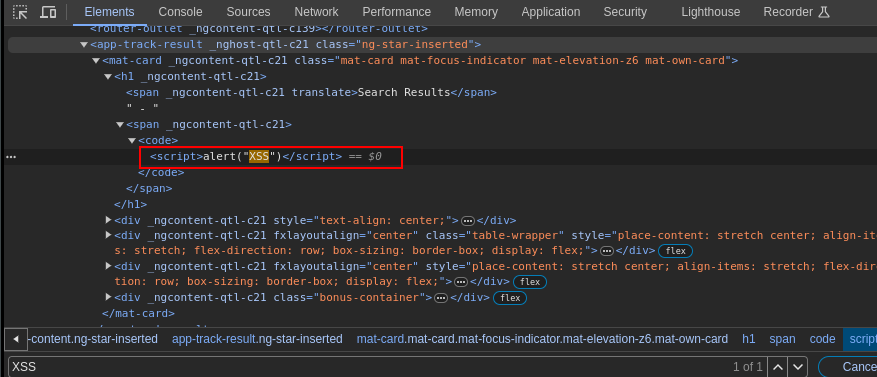 Elements Console Sources Network Performance Memory Application Security Lighthouse Recorder
<router-outlet _ngcontent-qtl-c139></router-outlet>
<app-track-result _nghost-qtl-c21 class="ng-star-inserted">
<mat-card _ngcontent-qtl-c21 class="mat-card mat-focus-indicator mat-elevation-z6 mat-own-card">
<h1 _ngcontent-qtl-c21>
<span _ngcontent-qtl-c21 translate>Search Results</span>
" - "
<span _ngcontent-qtl-c21>
<code>
<script>alert("XSS")</script> == $0
</code>
</span>
</h1>
<div _ngcontent-qtl-c21 style="text-align: center;">…</div>
<div _ngcontent-qtl-c21 fxlayoutalign="center" class="table-wrapper" style="place-content: stretch center; align-ite
s: stretch; flex-direction: row; box-sizing: border-box; display: flex;">…</div> flex
<div _ngcontent-qtl-c21 fxlayoutalign="center" style="place-content: stretch center; align-items: stretch; flex-dire
tion: row; box-sizing: border-box; display: flex;">…</div> flex
<div _ngcontent-qtl-c21 class="bonus-container">…</div> flex
</mat-card>
-content.ng-star-inserted app-track-result.ng-star-inserted mat-card.mat-card.mat-focus-indicator.mat-elevation-z6.mat-own-card h1 span code script
XSS 1 of 1 Cance